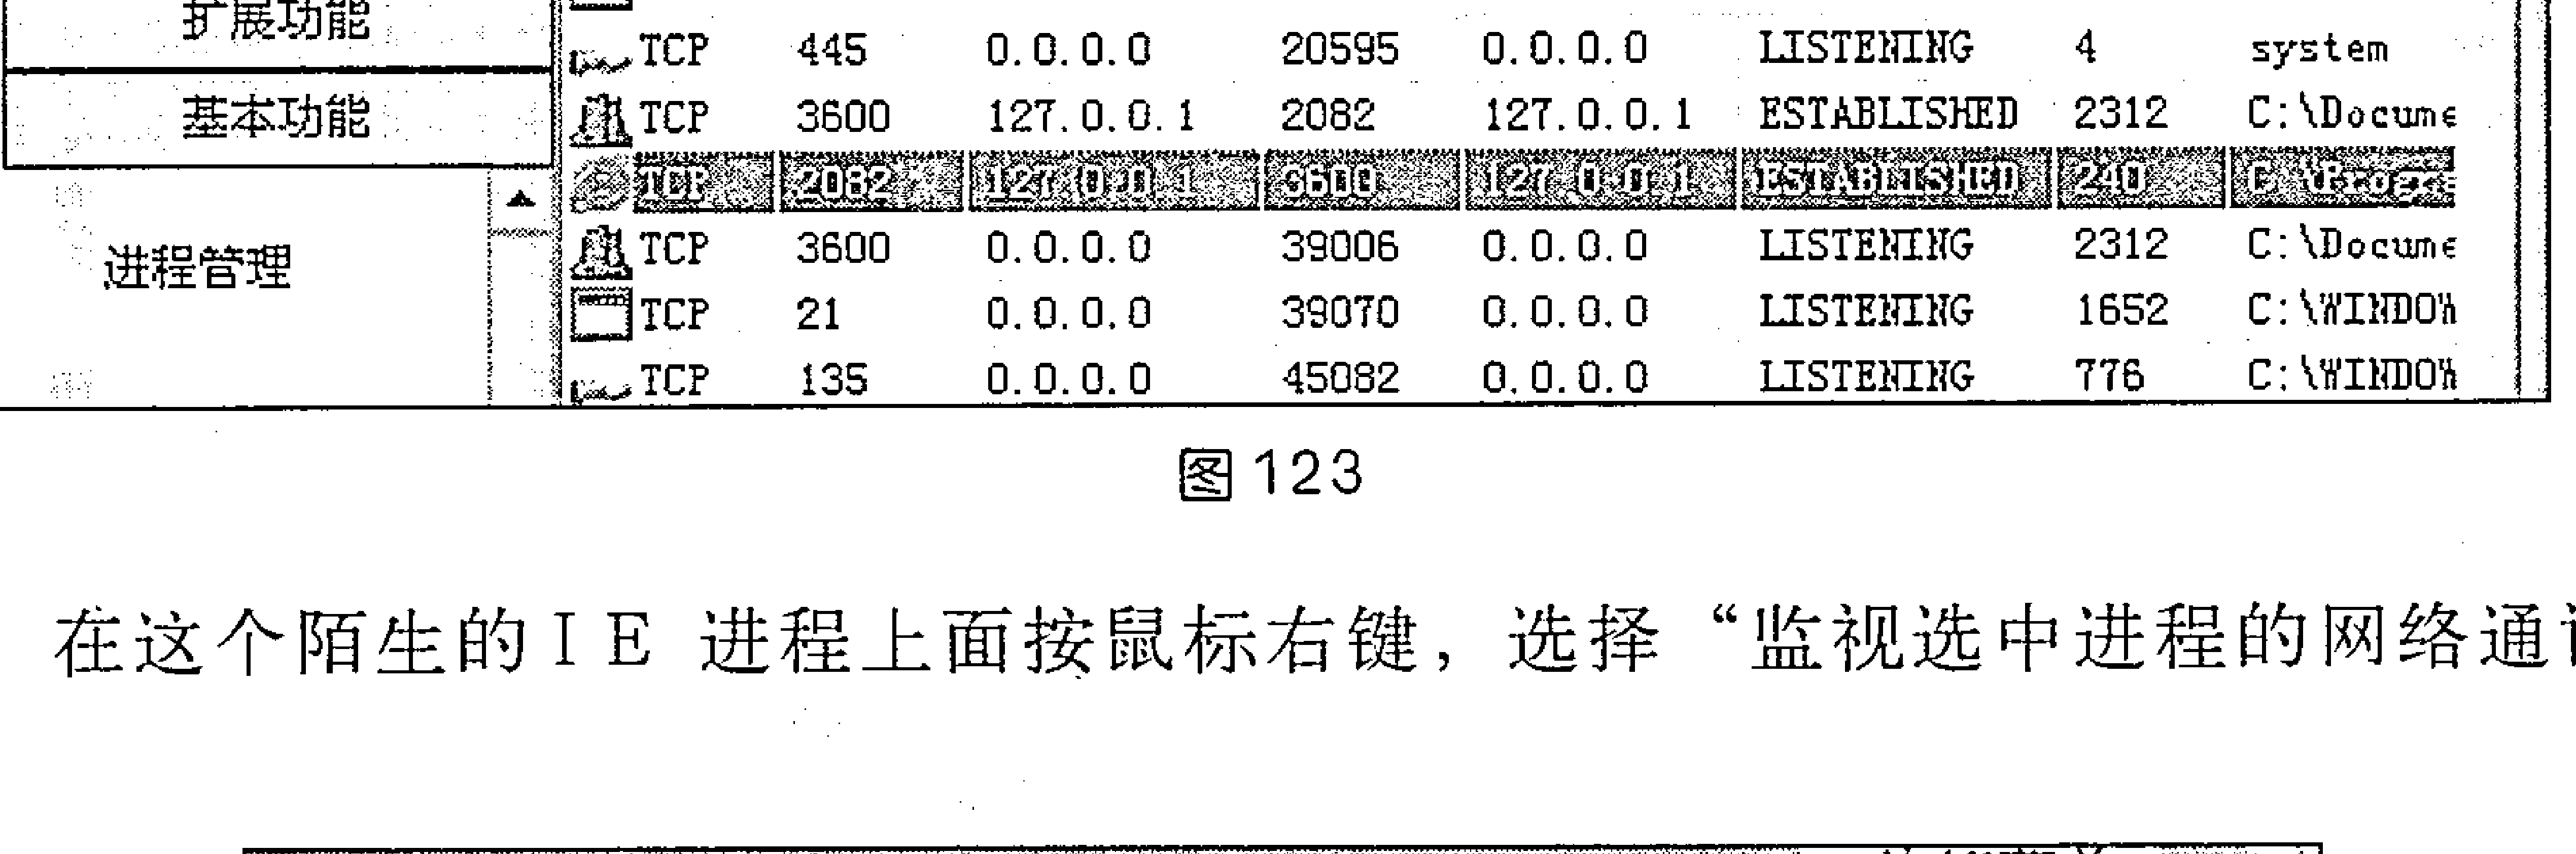 扩展功能
TCP 445 0.0.0.0 20595 0.0.0.0 LISTENING 4 system
基本功能
TCP 3600 127.0.0.1 2082 127.0.0.1 ESTABLISHED 2312 C:\Docume
TCP 2082 127.0.0.1 3600 127.0.0.1 ESTABLISHED 240 C:\Progra
进程管理
TCP 3600 0.0.0.0 39006 0.0.0.0 LISTENING 2312 C:\Docume
TCP 21 0.0.0.0 39070 0.0.0.0 LISTENING 1652 C:\WINDOW
TCP 135 0.0.0.0 45082 0.0.0.0 LISTENING 776 C:\WINDOW
图123
在这个陌生的IE 进程上面按鼠标右键，选择“监视选中进程的网络通